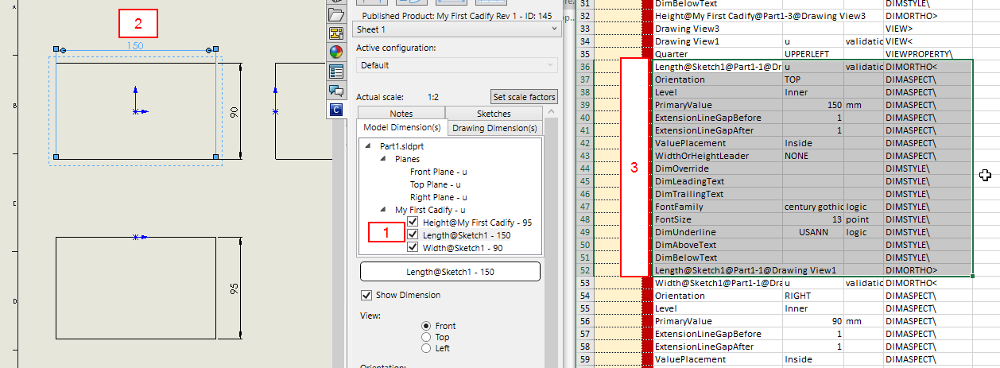 2
150
90
95
Published Product: My First Cadify Rev 1 - ID: 145
Sheet 1
Active configuration:
Default
Actual scale: 1:2 Set scale factors
Notes Sketches
Model Dimension(s) Drawing Dimension(s)
Part1.sldprt
Planes
Front Plane - u
Top Plane - u
Right Plane - u
My First Cadify - u
Height@My First Cadify - 95
1
Length@Sketch1 - 150
Width@Sketch1 - 90
Length@Sketch1 - 150
Show Dimension
View:
Front
Top
Left
3
31 DimBelowText DIMSTYLE\
32 Height@My First Cadify@Part1-3@Drawing View3 DIMORTHO>
33 Drawing View3 VIEW>
34 Drawing View1 u validatic VIEW<
35 Quarter UPPERLEFT VIEWPROPERTY\
36 Length@Sketch1@Part1-1@Dr u validatic DIMORTHO<
37 Orientation TOP DIMASPECT\
38 Level Inner DIMASPECT\
39 PrimaryValue 150 mm DIMASPECT\
40 ExtensionLineGapBefore 1 DIMASPECT\
41 ExtensionLineGapAfter 1 DIMASPECT\
42 ValuePlacement Inside DIMASPECT\
43 WidthOrHeightLeader NONE DIMASPECT\
44 DimOverride DIMSTYLE\
45 DimLeadingText DIMSTYLE\
46 DimTrailingText DIMSTYLE\
47 FontFamily century gothic logic DIMSTYLE\
48 FontSize 13 point DIMSTYLE\
49 DimUnderline USANN logic DIMSTYLE\
50 DimAboveText DIMSTYLE\
51 DimBelowText DIMSTYLE\
52 Length@Sketch1@Part1-1@Drawing View1 DIMORTHO>
53 Width@Sketch1@Part1-1@Dra u validatic DIMORTHO<
54 Orientation RIGHT DIMASPECT\
55 Level Inner DIMASPECT\
56 PrimaryValue 90 mm DIMASPECT\
57 ExtensionLineGapBefore 1 DIMASPECT\
58 ExtensionLineGapAfter 1 DIMASPECT\
59 ValuePlacement Inside DIMASPECT\